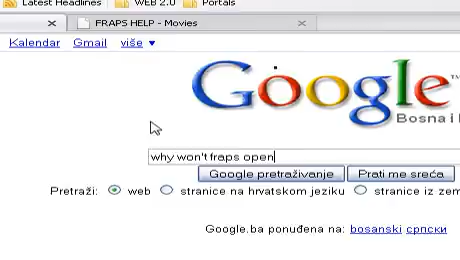 Latest Headlines WEB 2.0 Portals
FRAPS HELP - Movies
Kalendar Gmail više
Google™
Bosna i
why won't fraps open
Google pretraživanje Prati me sreća
Pretraži: web stranice na hrvatskom jeziku stranice iz
Google.ba ponuđena na: bosanski српски